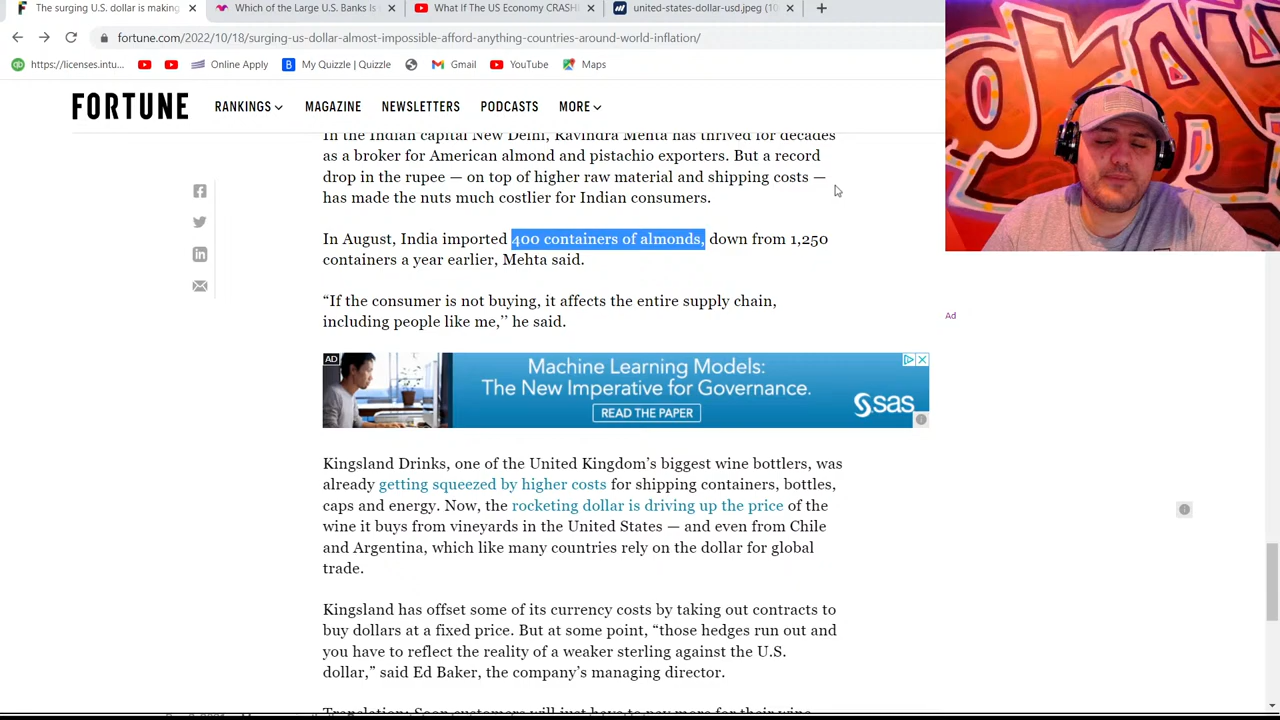 The surging U.S. dollar is making
Which of the Large U.S. Banks Is
What If The US Economy CRASH
united-states-dollar-usd.jpeg (10
fortune.com/2022/10/18/surging-us-dollar-almost-impossible-afford-anything-countries-around-world-inflation/
https://licenses.intu...
Online Apply
My Quizzle | Quizzle
Gmail
YouTube
Maps
FORTUNE
RANKINGS
MAGAZINE
NEWSLETTERS
PODCASTS
MORE
In the Indian capital New Delhi, Ravindra Mehta has thrived for decades
as a broker for American almond and pistachio exporters. But a record
drop in the rupee — on top of higher raw material and shipping costs —
has made the nuts much costlier for Indian consumers.
In August, India imported 400 containers of almonds, down from 1,250
containers a year earlier, Mehta said.
“If the consumer is not buying, it affects the entire supply chain,
including people like me,’’ he said.
Ad
AD
Machine Learning Models:
The New Imperative for Governance.
READ THE PAPER
sas
Kingsland Drinks, one of the United Kingdom’s biggest wine bottlers, was
already getting squeezed by higher costs for shipping containers, bottles,
caps and energy. Now, the rocketing dollar is driving up the price of the
wine it buys from vineyards in the United States — and even from Chile
and Argentina, which like many countries rely on the dollar for global
trade.
Kingsland has offset some of its currency costs by taking out contracts to
buy dollars at a fixed price. But at some point, “those hedges run out and
you have to reflect the reality of a weaker sterling against the U.S.
dollar,” said Ed Baker, the company’s managing director.
Translation: Soon customers will just have to pay more for their wine